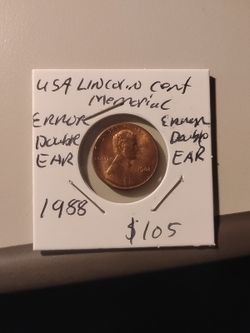 USA LINCOLN cent
Memorial
ERROR
Double
EAR
Error
Double
EAR
1988
$105